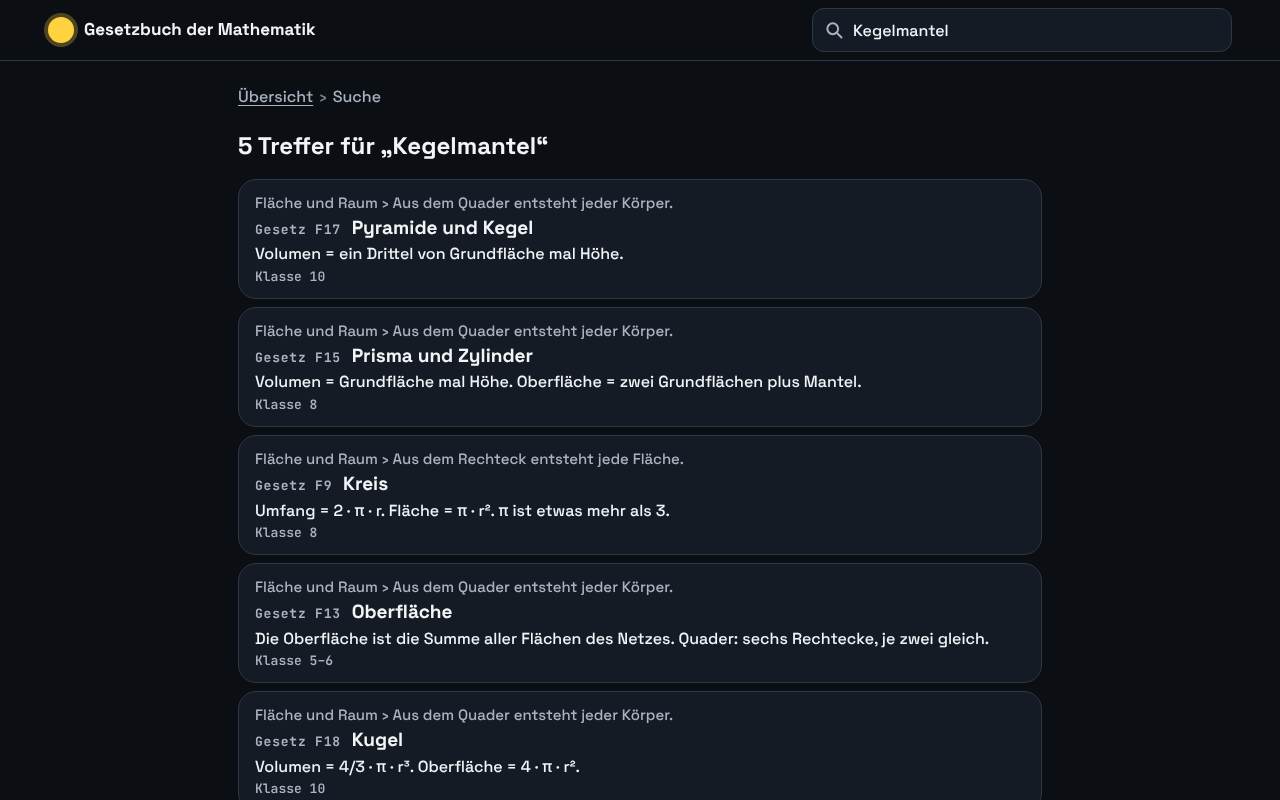 Gesetzbuch der Mathematik
Kegelmantel
Übersicht > Suche
5 Treffer für „Kegelmantel“
Fläche und Raum > Aus dem Quader entsteht jeder Körper.
Gesetz F17 Pyramide und Kegel
Volumen = ein Drittel von Grundfläche mal Höhe.
Klasse 10
Fläche und Raum > Aus dem Quader entsteht jeder Körper.
Gesetz F15 Prisma und Zylinder
Volumen = Grundfläche mal Höhe. Oberfläche = zwei Grundflächen plus Mantel.
Klasse 8
Fläche und Raum > Aus dem Rechteck entsteht jede Fläche.
Gesetz F9 Kreis
Umfang = 2 · π · r. Fläche = π · r². π ist etwas mehr als 3.
Klasse 8
Fläche und Raum > Aus dem Quader entsteht jeder Körper.
Gesetz F13 Oberfläche
Die Oberfläche ist die Summe aller Flächen des Netzes. Quader: sechs Rechtecke, je zwei gleich.
Klasse 5–6
Fläche und Raum > Aus dem Quader entsteht jeder Körper.
Gesetz F18 Kugel
Volumen = 4/3 · π · r³. Oberfläche = 4 · π · r².
Klasse 10